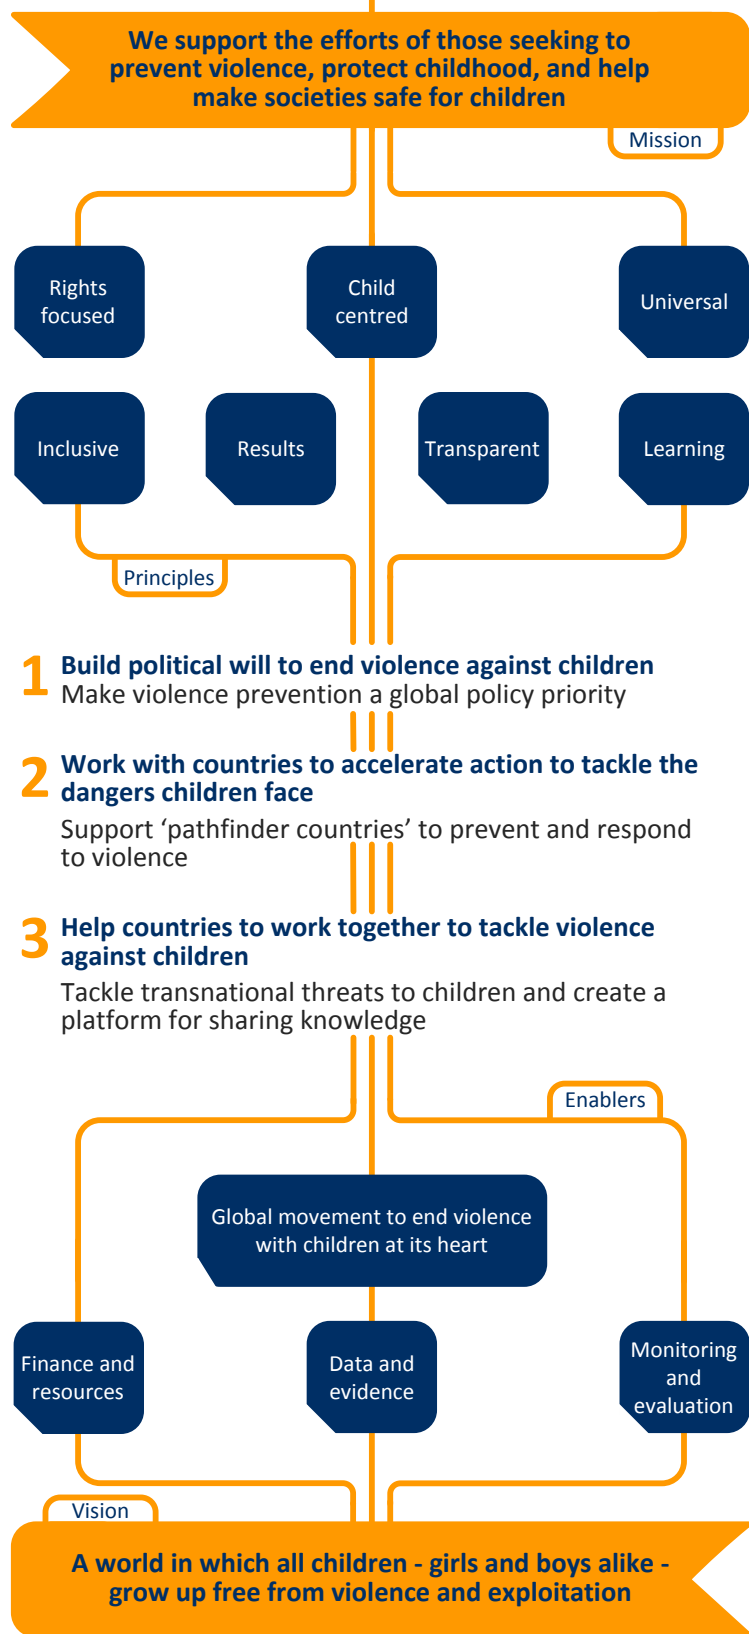 We support the efforts of those seeking to
prevent violence, protect childhood, and help
make societies safe for children
Mission
Rights
focused
Child
centred
Universal
Inclusive
Results
Transparent
Learning
Principles
1 Build political will to end violence against children
Make violence prevention a global policy priority
2 Work with countries to accelerate action to tackle the
dangers children face
Support ‘pathfinder countries’ to prevent and respond
to violence
3 Help countries to work together to tackle violence
against children
Tackle transnational threats to children and create a
platform for sharing knowledge
Enablers
Global movement to end violence
with children at its heart
Finance and
resources
Data and
evidence
Monitoring
and
evaluation
Vision
A world in which all children - girls and boys alike -
grow up free from violence and exploitation